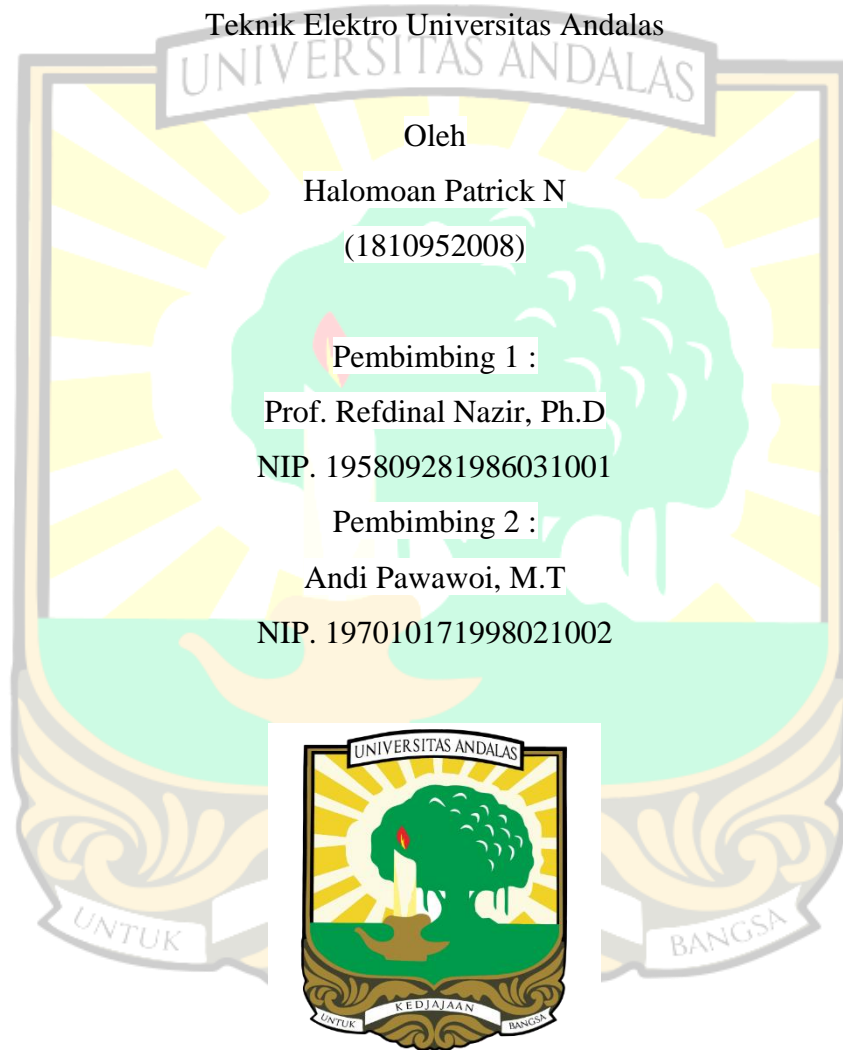 Teknik Elektro Universitas Andalas
UNIVERSITAS ANDALAS
Oleh
Halomoan Patrick N
(1810952008)
Pembimbing 1 :
Prof. Refdinal Nazir, Ph.D
NIP. 195809281986031001
Pembimbing 2 :
Andi Pawawoi, M.T
NIP. 197010171998021002
UNIVERSITAS ANDALAS
UNTUK
BANGSA
UNTUK
KEDJAJAAN
BANGSA